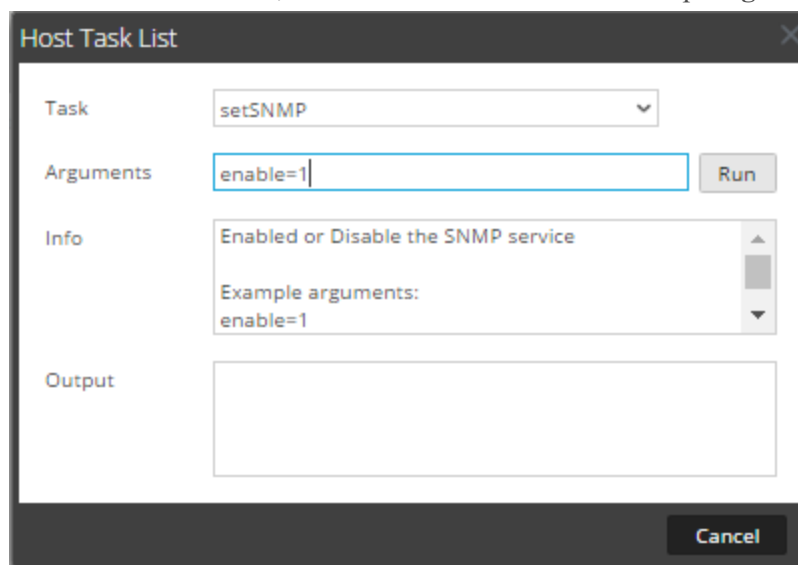 Host Task List
Task
setSNMP
Arguments
enable=1
Run
Info
Enabled or Disable the SNMP service
Example arguments:
enable=1
Output
Cancel